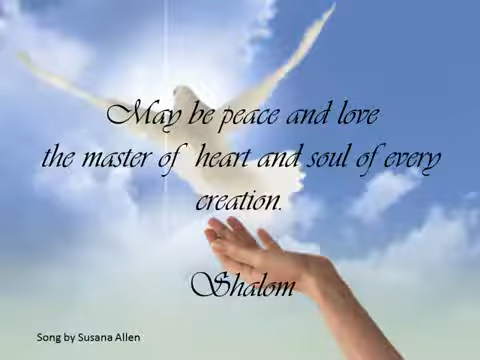 May be peace and love
the master of heart and soul of every
creation.
Shalom
Song by Susana Allen